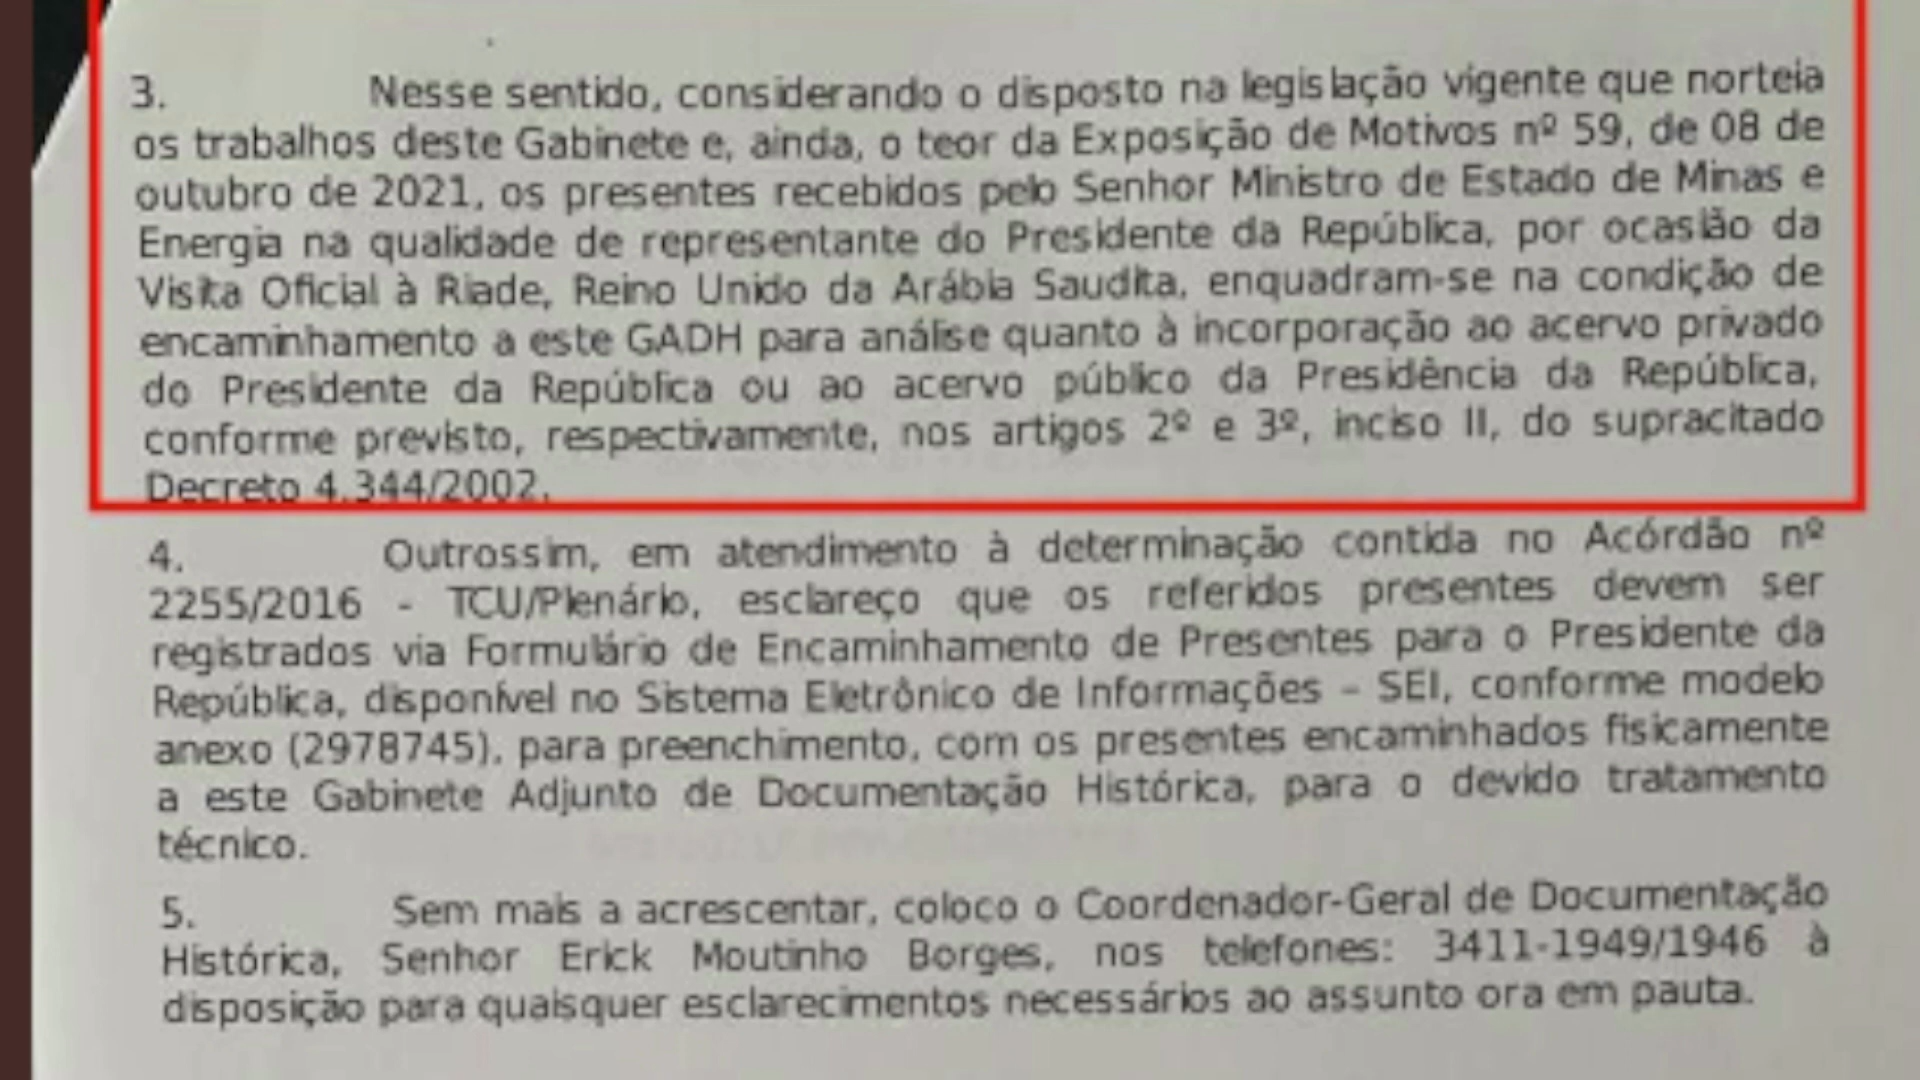 3. Nesse sentido, considerando o disposto na legislação vigente que norteia
os trabalhos deste Gabinete e, ainda, o teor da Exposição de Motivos nº 59, de 08 de
outubro de 2021, os presentes recebidos pelo Senhor Ministro de Estado de Minas e
Energia na qualidade de representante do Presidente da República, por ocasião da
Visita Oficial à Riade, Reino Unido da Arábia Saudita, enquadram-se na condição de
encaminhamento a este GADH para análise quanto à incorporação ao acervo privado
do Presidente da República ou ao acervo público da Presidência da República,
conforme previsto, respectivamente, nos artigos 2º e 3º, inciso II, do supracitado
Decreto 4.344/2002.
4. Outrossim, em atendimento à determinação contida no Acórdão nº
2255/2016 - TCU/Plenário, esclareço que os referidos presentes devem ser
registrados via Formulário de Encaminhamento de Presentes para o Presidente da
República, disponível no Sistema Eletrônico de Informações – SEI, conforme modelo
anexo (2978745), para preenchimento, com os presentes encaminhados fisicamente
a este Gabinete Adjunto de Documentação Histórica, para o devido tratamento
técnico.
5. Sem mais a acrescentar, coloco o Coordenador-Geral de Documentação
Histórica, Senhor Erick Moutinho Borges, nos telefones: 3411-1949/1946 à
disposição para quaisquer esclarecimentos necessários ao assunto ora em pauta.